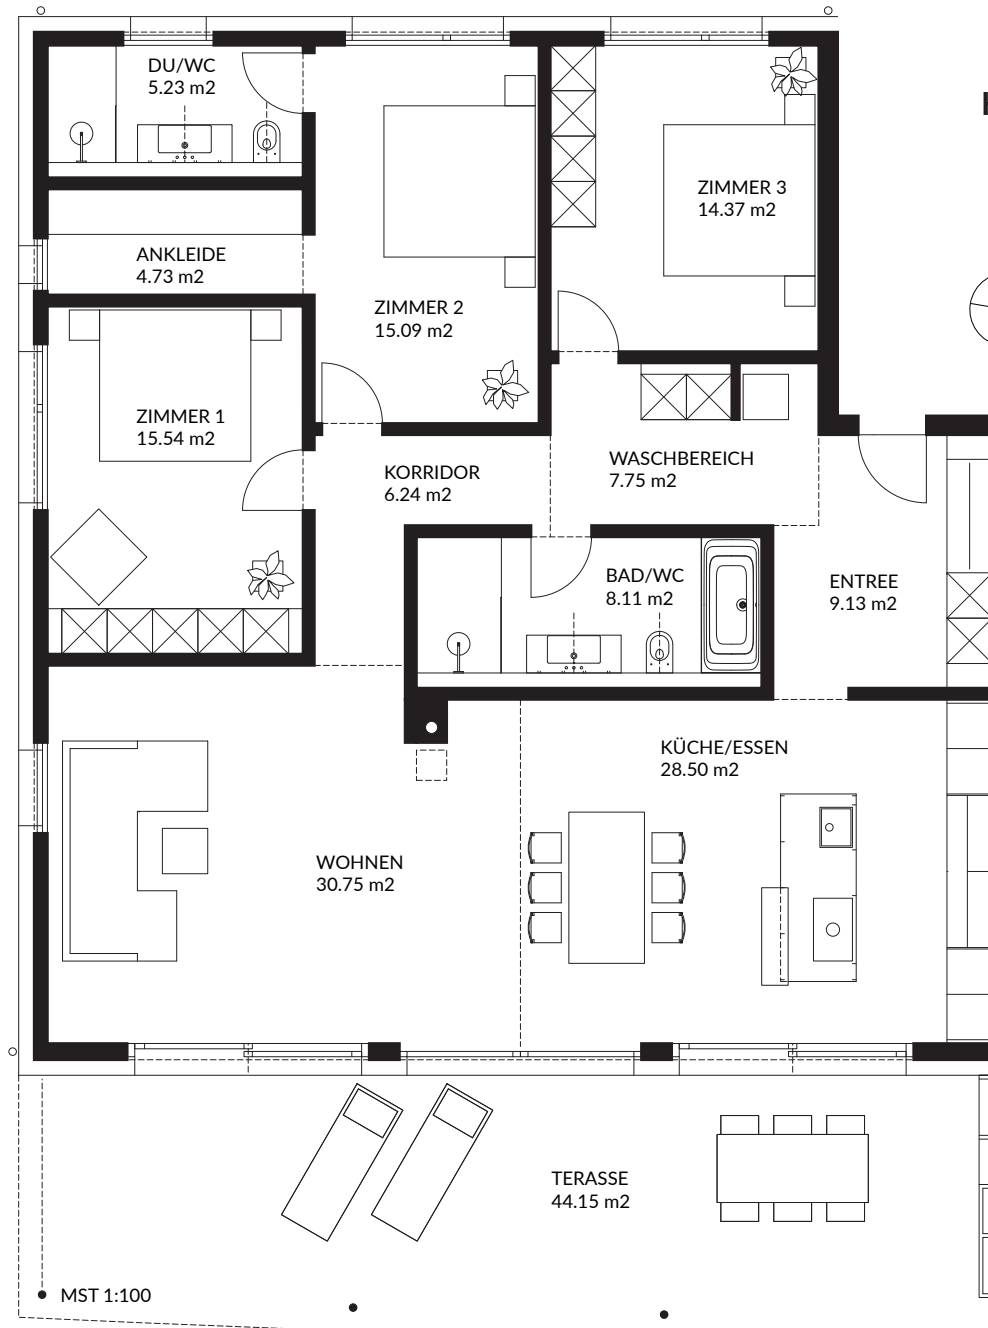 DU/WC
5.23 m2
ZIMMER 3
14.37 m2
ANKLEIDE
4.73 m2
ZIMMER 2
15.09 m2
ZIMMER 1
15.54 m2
KORRIDOR
6.24 m2
WASCHBEREICH
7.75 m2
BAD/WC
8.11 m2
ENTREE
9.13 m2
KÜCHE/ESSEN
28.50 m2
WOHNEN
30.75 m2
TERASSE
44.15 m2
MST 1:100